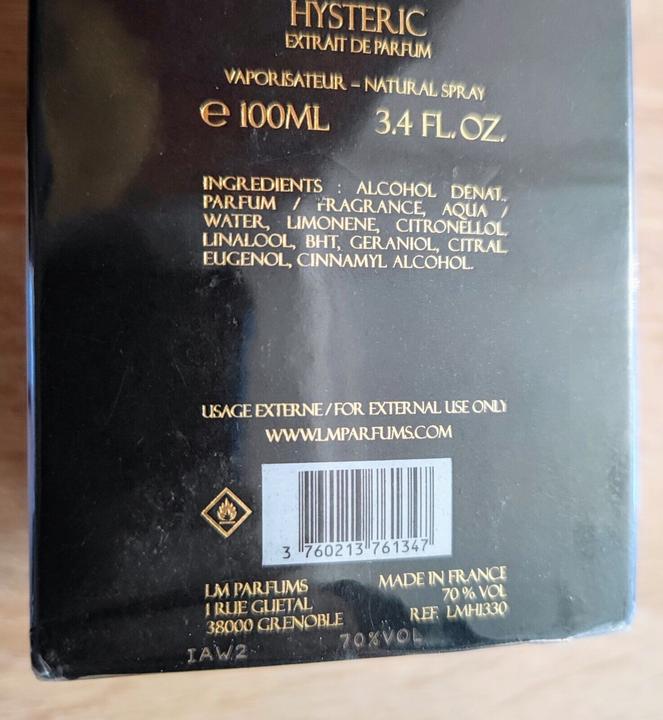 HYSTERIC
EXTRAIT DE PARFUM
VAPORISATEUR – NATURAL SPRAY
℮ 100ML 3.4 FL. OZ.
INGREDIENTS : ALCOHOL DENAT.,
PARFUM / FRAGRANCE, AQUA /
WATER, LIMONENE, CITRONELLOL,
LINALOOL, BHT, GERANIOL, CITRAL,
EUGENOL, CINNAMYL ALCOHOL.
USAGE EXTERNE / FOR EXTERNAL USE ONLY
WWW.LMPARFUMS.COM
3 760213 761347
LM PARFUMS
1 RUE GUETAL
38000 GRENOBLE
MADE IN FRANCE
70 % VOL
REF. LMH1330
IAW2 70%VOL